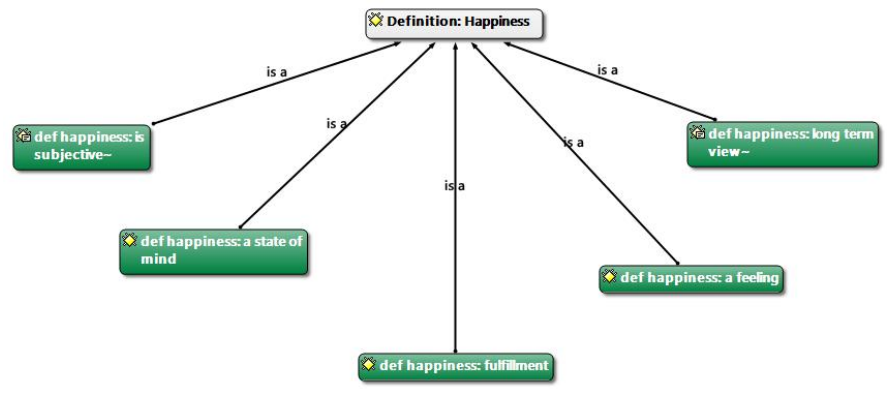 Definition: Happiness
is a
is a
is a
is a
is a
def happiness: is
subjective~
def happiness: long term
view~
def happiness: a state of
mind
def happiness: a feeling
def happiness: fulfillment